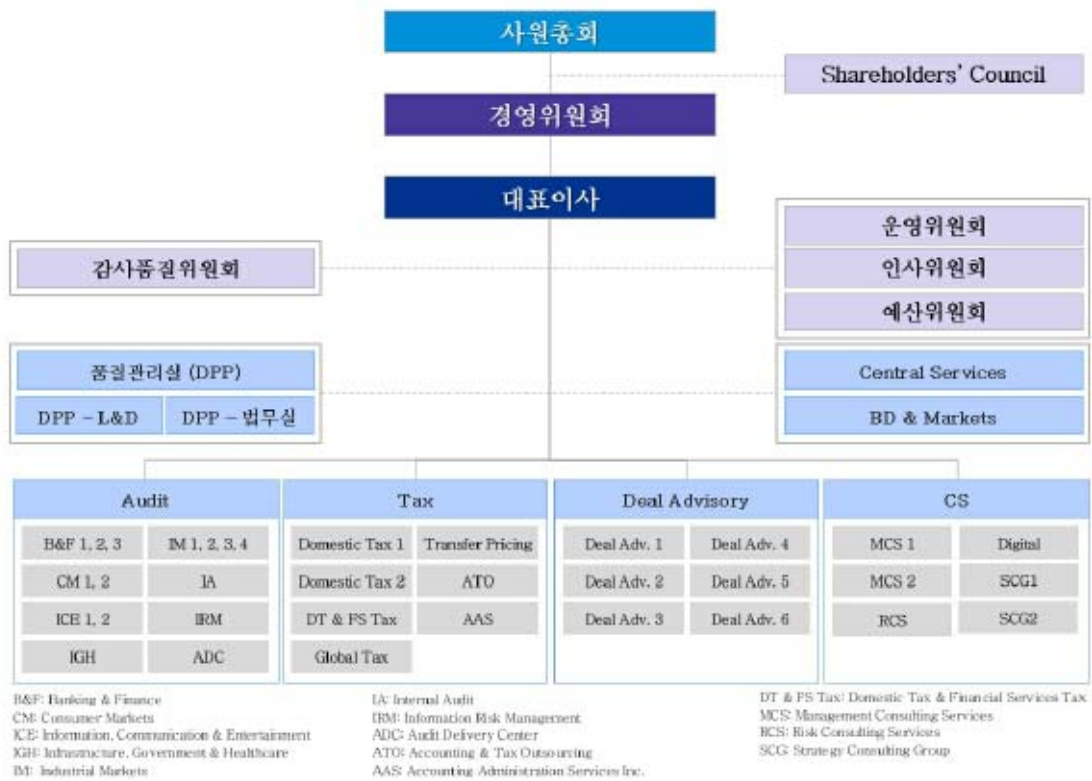 사원총회
Shareholders' Council
경영위원회
대표이사
운영위원회
감사품질위원회
인사위원회
예산위원회
품질관리실 (DPP)
Central Services
DPP – L&D
DPP – 법무실
BD & Markets
Audit
Tax
Deal Advisory
CS
B&F 1, 2, 3
IM 1, 2, 3, 4
Domestic Tax 1
Transfer Pricing
Deal Adv. 1
Deal Adv. 4
MCS 1
Digital
CM 1, 2
IA
Domestic Tax 2
ATO
Deal Adv. 2
Deal Adv. 5
MCS 2
SCG1
ICE 1, 2
IRM
DT & FS Tax
AAS
Deal Adv. 3
Deal Adv. 6
RCS
SCG2
IGH
ADC
Global Tax
B&F: Banking & Finance
CM: Consumer Markets
ICE: Information, Communication & Entertainment
IGH: Infrastructure, Government & Healthcare
IM: Industrial Markets
IA: Internal Audit
IRM: Information Risk Management
ADC: Audit Delivery Center
ATO: Accounting & Tax Outsourcing
AAS: Accounting Administration Services Inc.
DT & FS Tax: Domestic Tax & Financial Services Tax
MCS: Management Consulting Services
RCS: Risk Consulting Services
SCG: Strategy Consulting Group